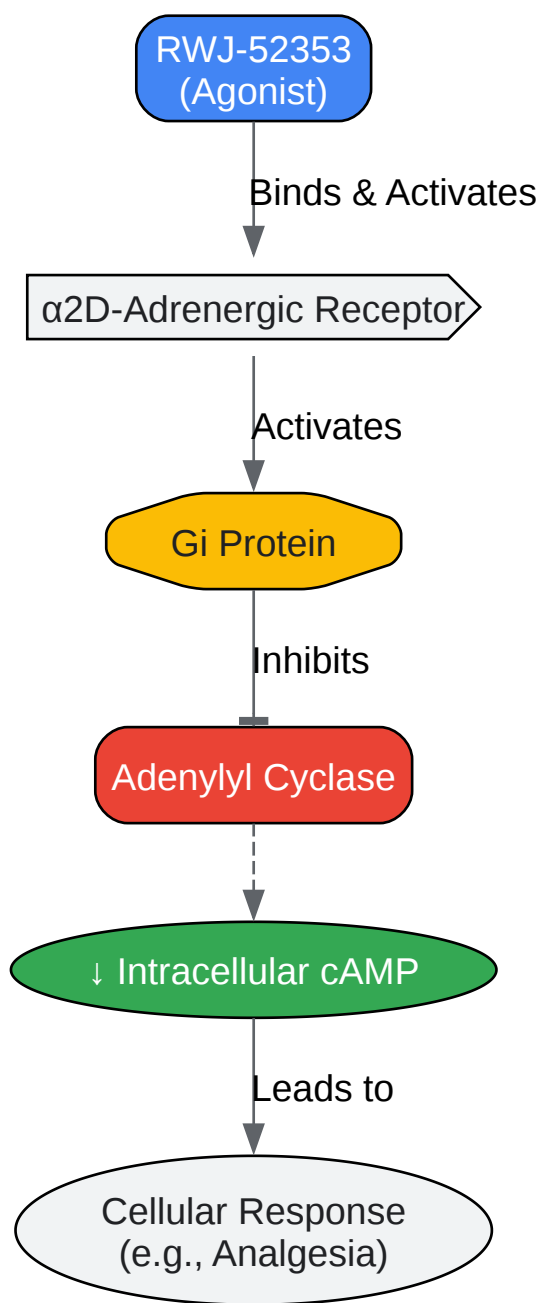 RWJ-52353
(Agonist)
Binds & Activates
α2D-Adrenergic Receptor
Activates
Gi Protein
Inhibits
Adenylyl Cyclase
↓ Intracellular cAMP
Leads to
Cellular Response
(e.g., Analgesia)